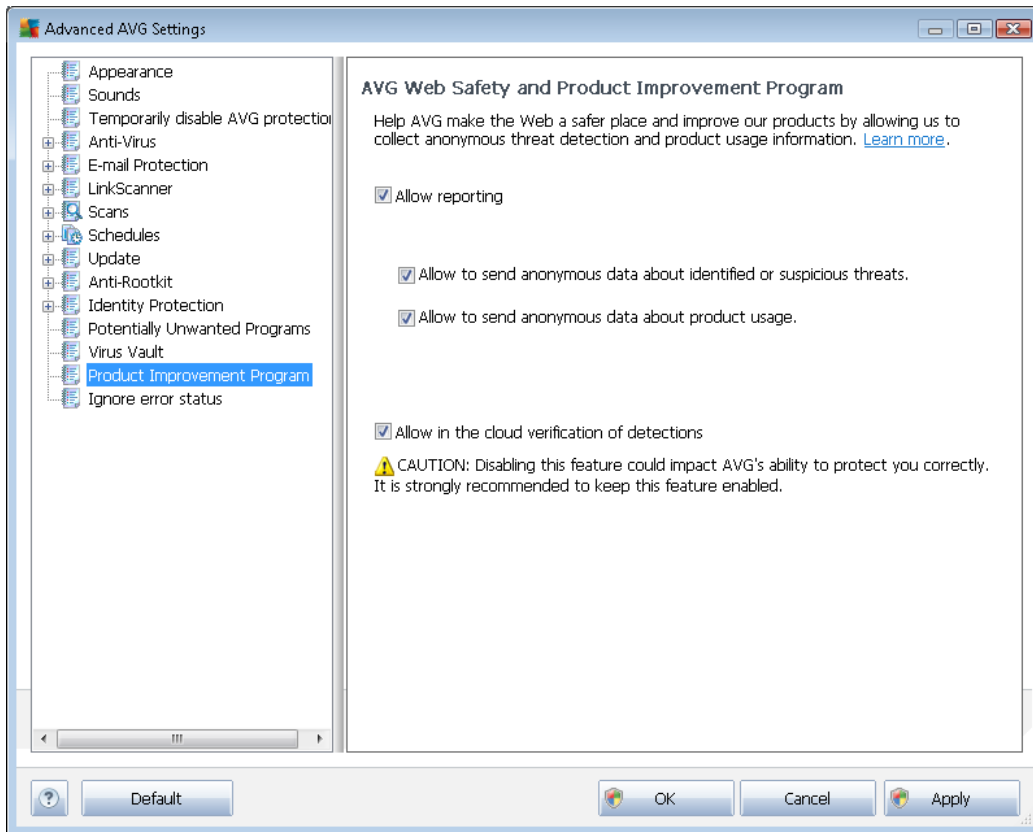 Advanced AVG Settings
Appearance
Sounds
Temporarily disable AVG protection
Anti-Virus
E-mail Protection
LinkScanner
Scans
Schedules
Update
Anti-Rootkit
Identity Protection
Potentially Unwanted Programs
Virus Vault
Product Improvement Program
Ignore error status
AVG Web Safety and Product Improvement Program
Help AVG make the Web a safer place and improve our products by allowing us to
collect anonymous threat detection and product usage information. Learn more.
Allow reporting
Allow to send anonymous data about identified or suspicious threats.
Allow to send anonymous data about product usage.
Allow in the cloud verification of detections
CAUTION: Disabling this feature could impact AVG's ability to protect you correctly.
It is strongly recommended to keep this feature enabled.
?
Default
OK
Cancel
Apply